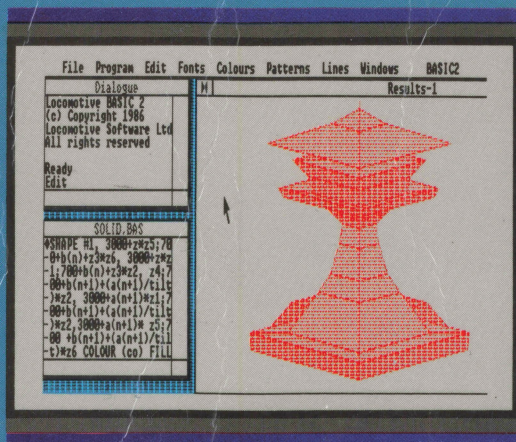 File Program Edit Fonts Colours Patterns Lines Windows BASIC2
Dialogue
Locomotive BASIC 2
(c) Copyright 1986
Locomotive Software Ltd
All rights reserved
Ready
Edit
SOLID.BAS
SHAPE #1, 3000+z*z5;70
-0+b(n)+z3*z6, 3000+z*z
-1;700+b(n)+z3*z2, z4;7
-00+b(n+1)+(a(n+1)/tilt
-)*z2, 3000+a(n+1)*z1;7
-00+b(n+1)+(a(n+1)/tilt
-)*z2,3000+a(n+1)* z5;7
-00 +b(n+1)+(a(n+1)/til
-t)*z6 COLOUR (co) FILL
Results-1